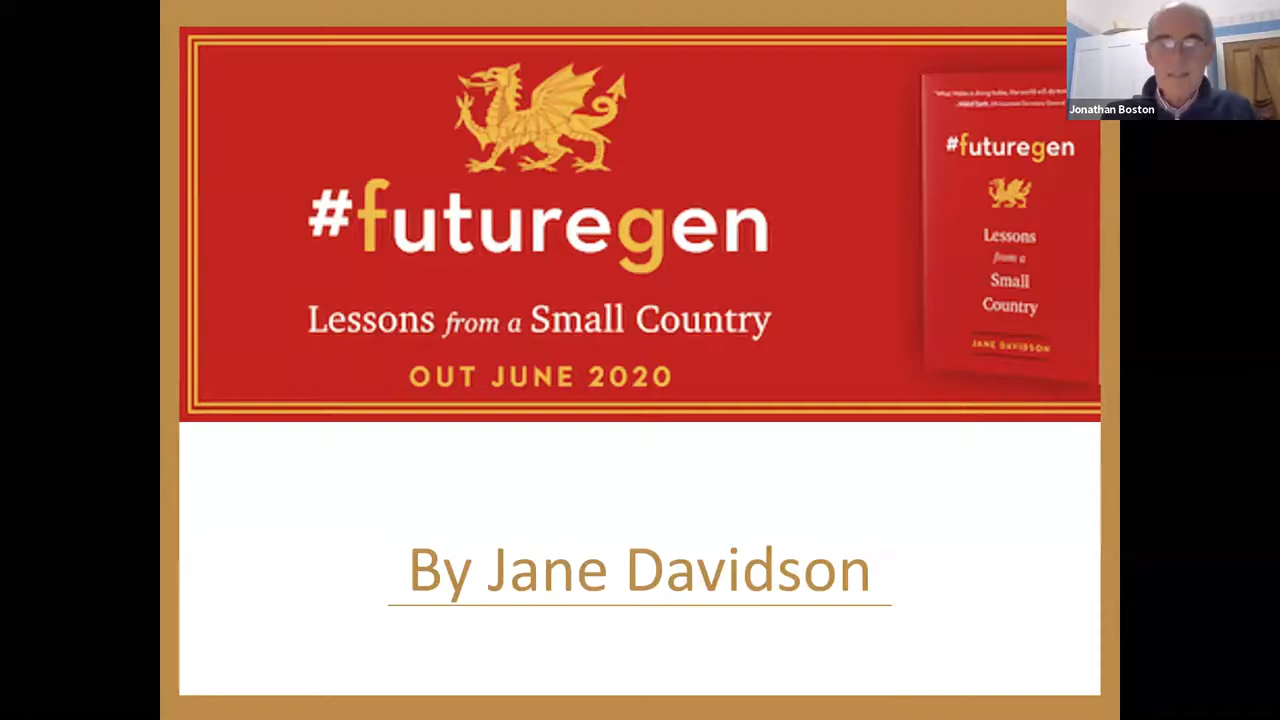 #futuregen
Lessons from a Small Country
OUT JUNE 2020
#futuregen
Lessons
from a
Small
Country
JANE DAVIDSON
Jonathan Boston
By Jane Davidson